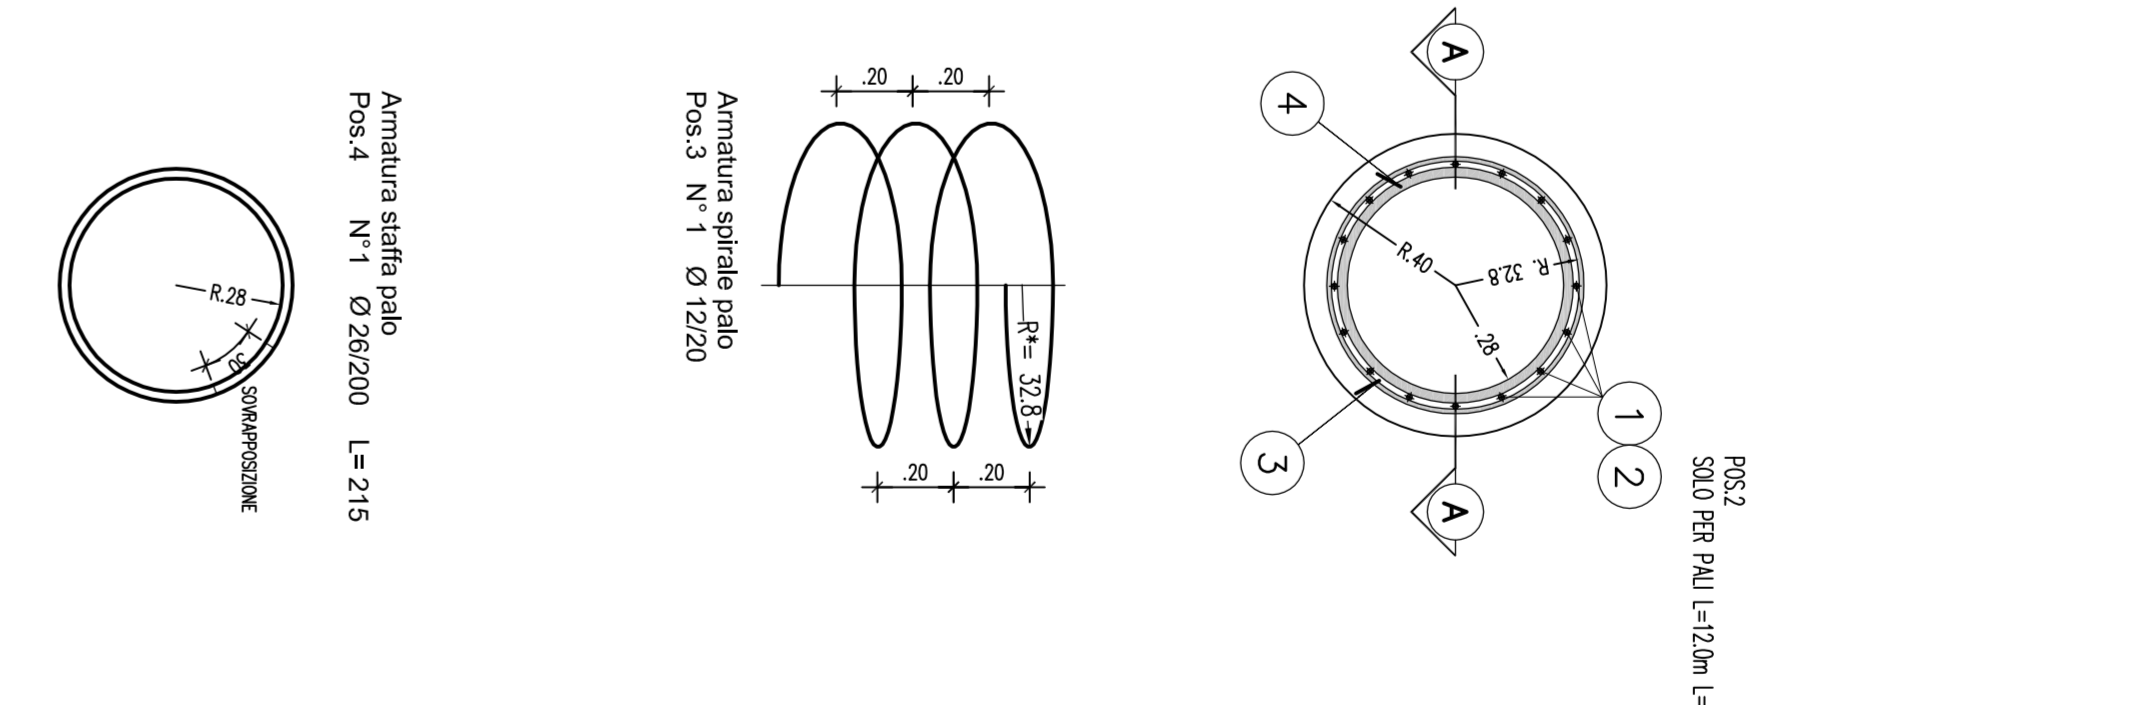 POS.2
SOLO PER PALI L=12.0m L=
A
4
R.40
R. 32.8
.28
1
2
3
A
Armatura spirale palo
Pos.3 N° 1 Ø 12/20
.20 .20
R*= 32.8
.20 .20
Armatura staffa palo
Pos.4 N°1 Ø 26/200 L= 215
R.28
30
SOVRAPPOSIZIONE